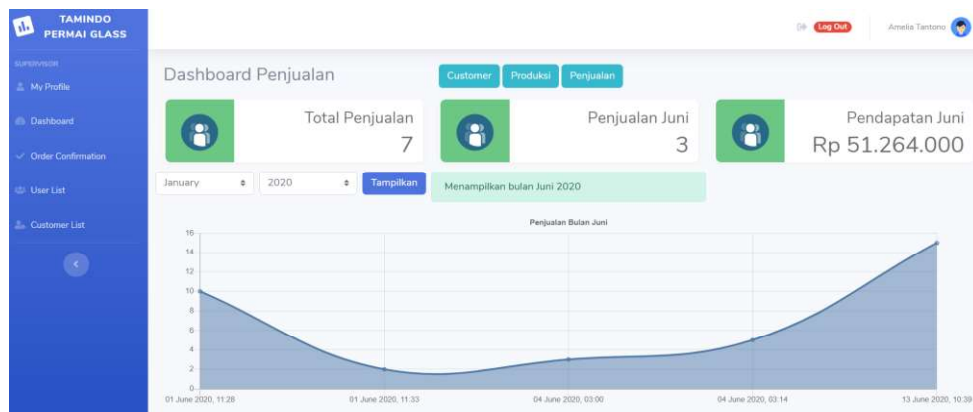 TAMINDO
PERMAI GLASS
Log Out
Amelia Tantono
SUPERVISOR
My Profile
Dashboard
Order Confirmation
User List
Customer List
Dashboard Penjualan
Customer
Produksi
Penjualan
Total Penjualan
7
Penjualan Juni
3
Pendapatan Juni
Rp 51.264.000
January
2020
Tampilkan
Menampilkan bulan Juni 2020
Penjualan Bulan Juni
16
14
12
10
8
6
4
2
0
01 June 2020, 11:28
01 June 2020, 11:33
04 June 2020, 03:00
04 June 2020, 03:14
13 June 2020, 10:39